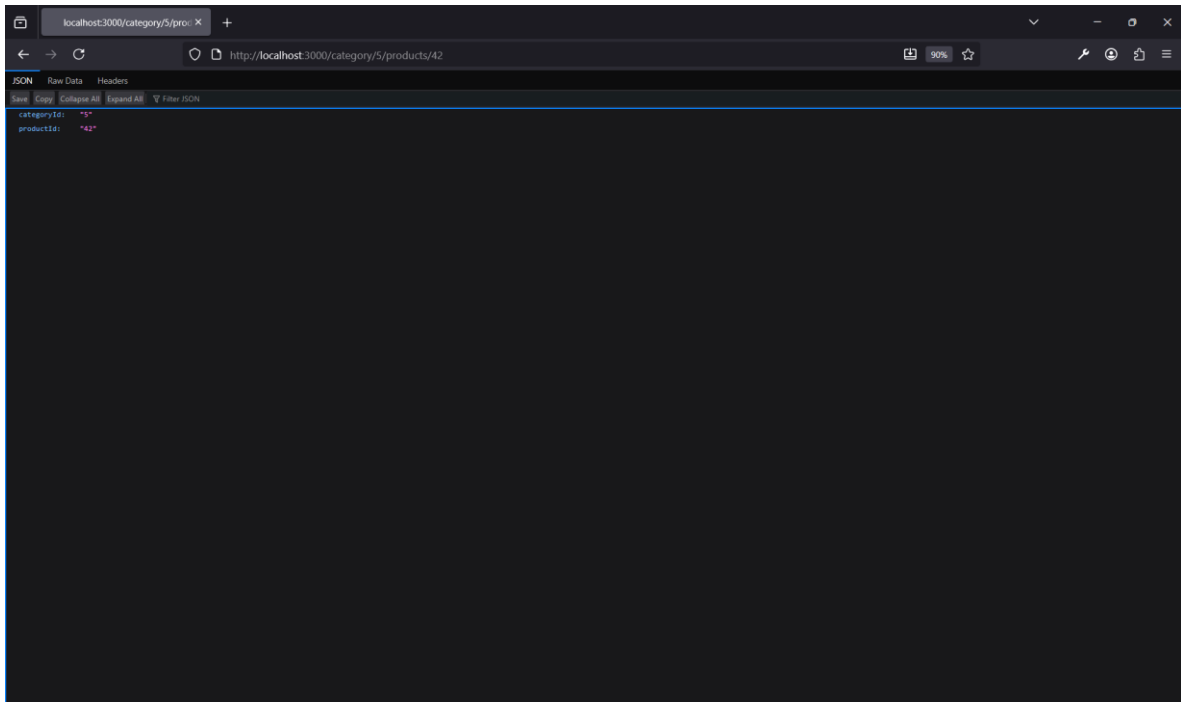 localhost:3000/category/5/prod
http://localhost:3000/category/5/products/42
90%
JSON Raw Data Headers
Save Copy Collapse All Expand All Filter JSON
categoryId: "5"
productId: "42"